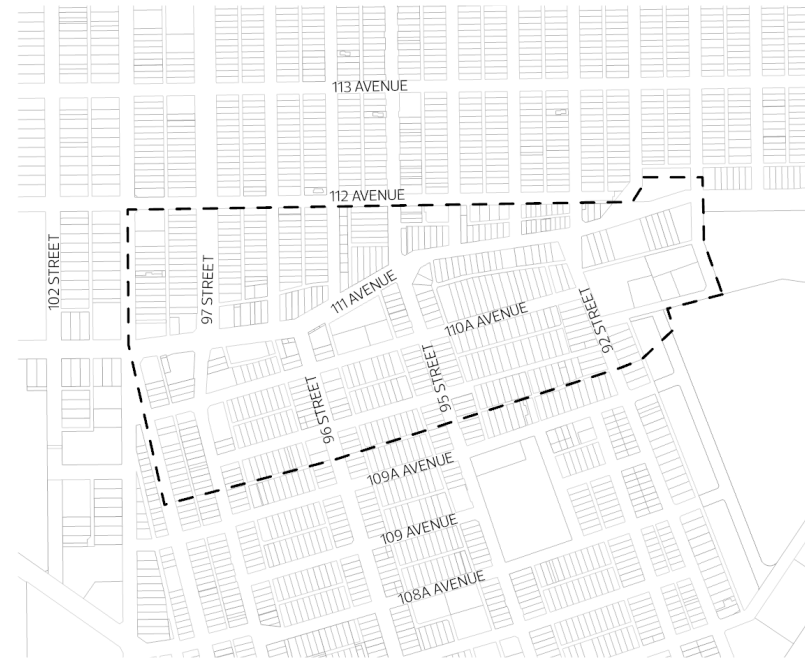 113 AVENUE
112 AVENUE
102 STREET
97 STREET
111 AVENUE
110A AVENUE
92 STREET
95 STREET
96 STREET
109A AVENUE
109 AVENUE
108A AVENUE